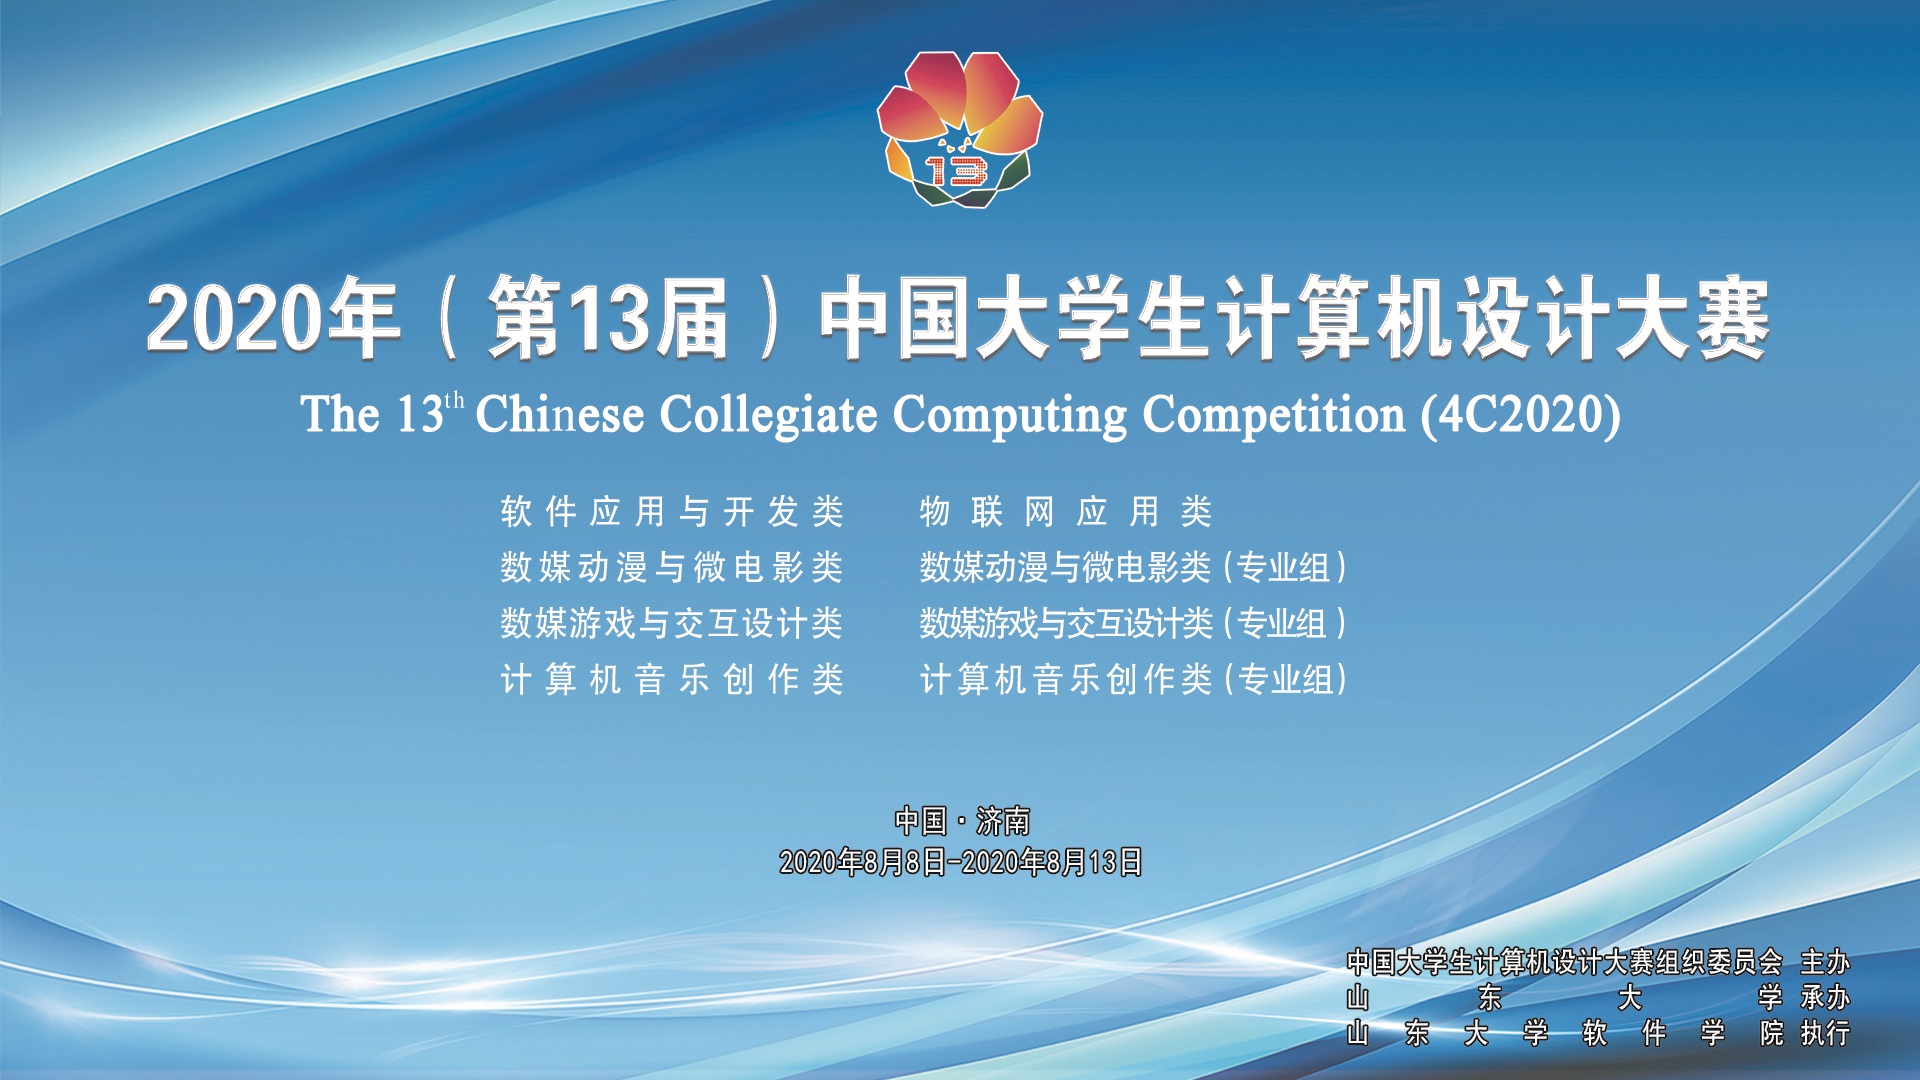 13
2020年（第13届）中国大学生计算机设计大赛
The 13th Chinese Collegiate Computing Competition (4C2020)
软件应用与开发类 物联网应用类
数媒动漫与微电影类 数媒动漫与微电影类（专业组）
数媒游戏与交互设计类 数媒游戏与交互设计类（专业组）
计算机音乐创作类 计算机音乐创作类（专业组）
中国·济南
2020年8月8日-2020年8月13日
中国大学生计算机设计大赛组织委员会 主办
山东大学 承办
山东大学软件学院 执行